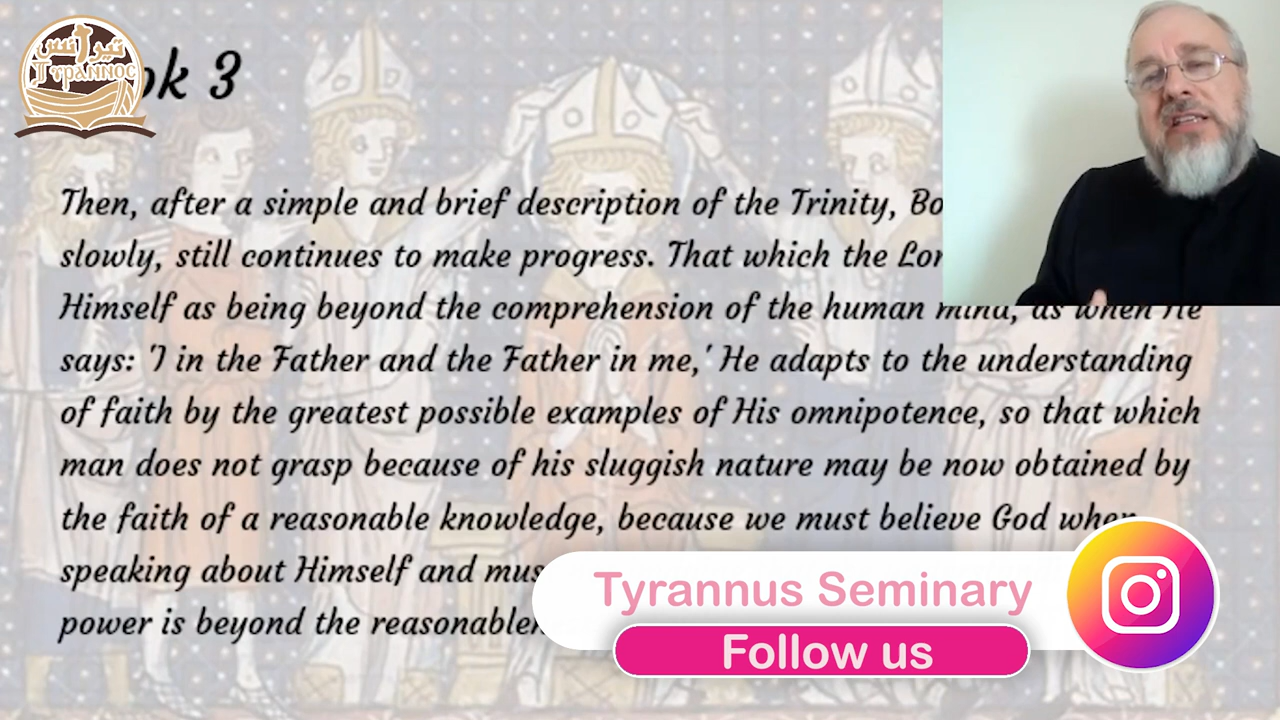 تيرانس
Τυραννος
ok 3
Then, after a simple and brief description of the Trinity, Bo
slowly, still continues to make progress. That which the Lor
Himself as being beyond the comprehension of the human mind, as when He
says: 'I in the Father and the Father in me,' He adapts to the understanding
of faith by the greatest possible examples of His omnipotence, so that which
man does not grasp because of his sluggish nature may be now obtained by
the faith of a reasonable knowledge, because we must believe God when
speaking about Himself and mus
power is beyond the reasonablen
Tyrannus Seminary
Follow us